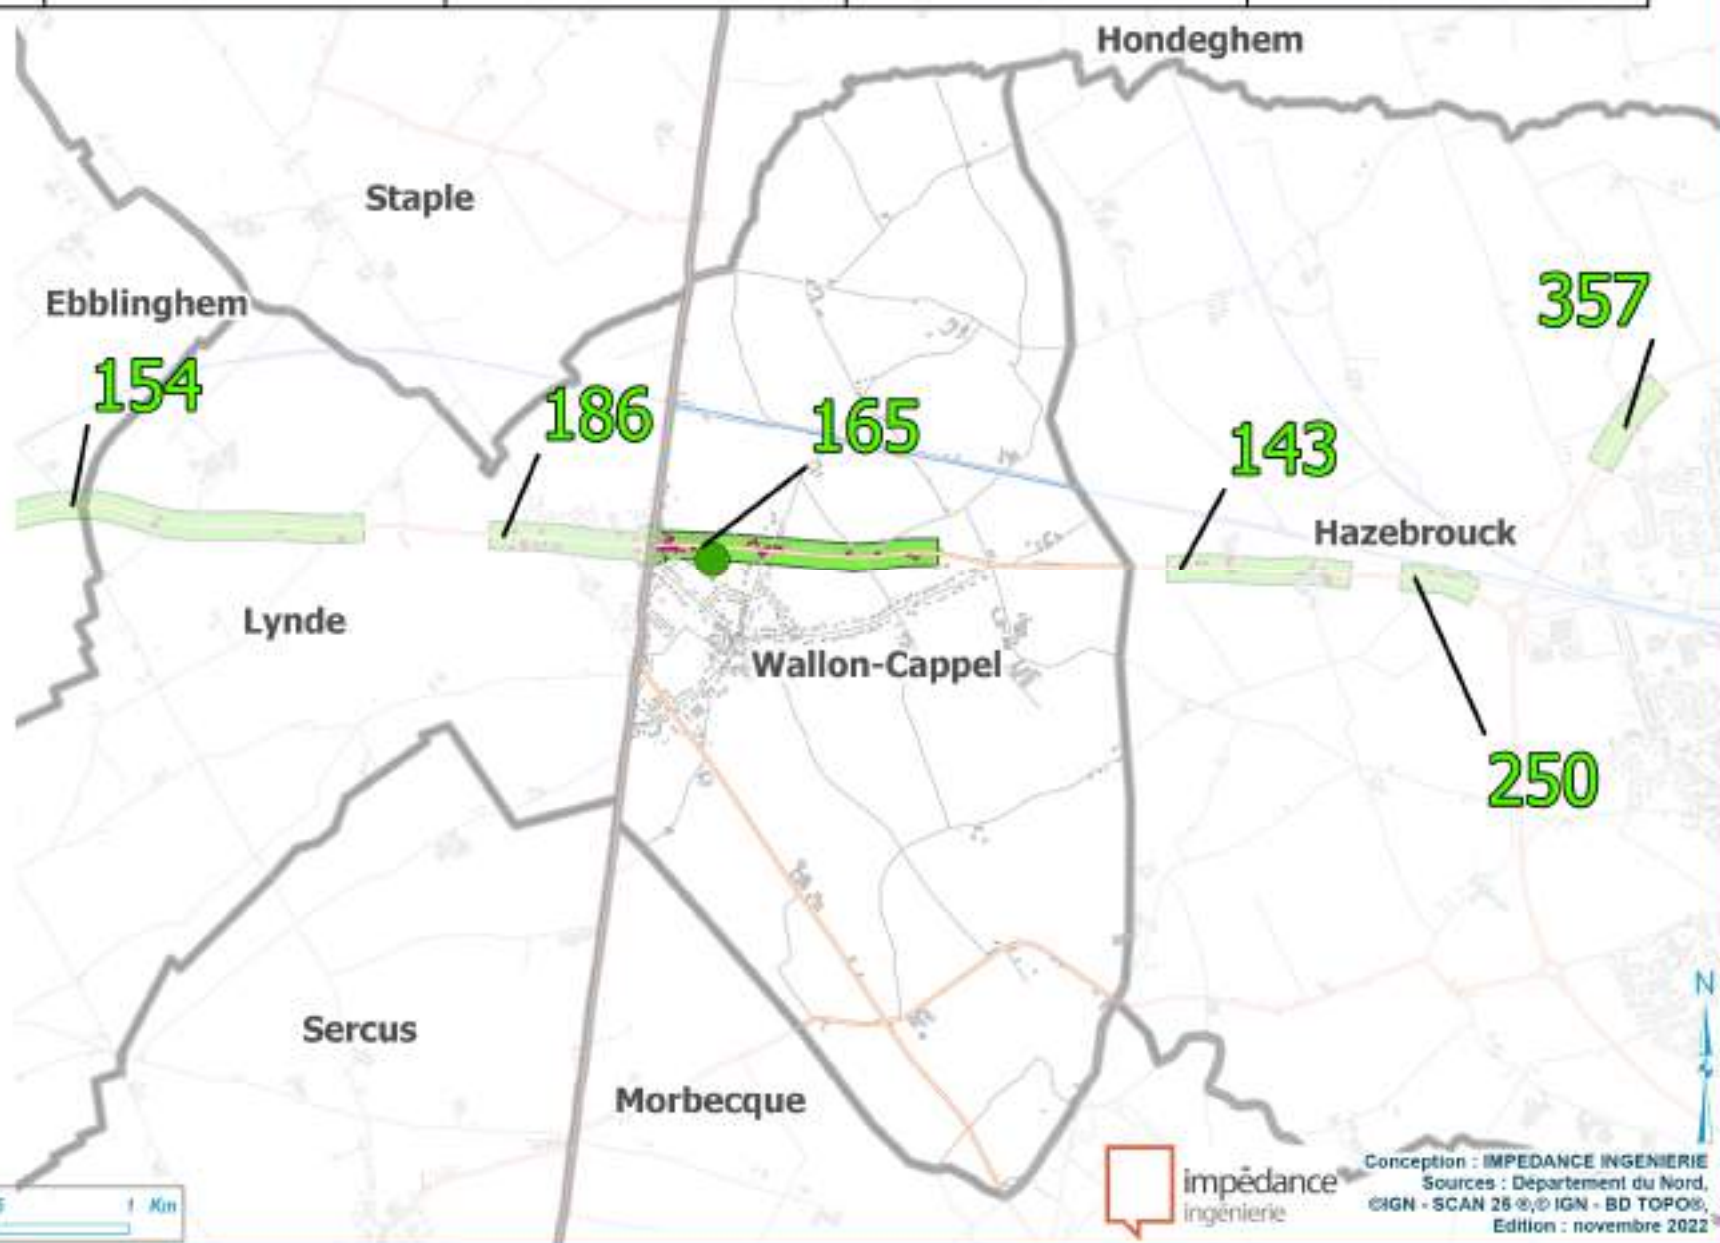 Hondeghem
Staple
Ebblinghem
357
154
186
165
143
Hazebrouck
Lynde
Wallon-Cappel
250
N
Sercus
Morbecque
1 Km
impédance
ingénierie
Conception : IMPEDANCE INGENIERIE
Sources : Département du Nord,
©IGN - SCAN 25 ®,© IGN - BD TOPO®,
Edition : novembre 2022